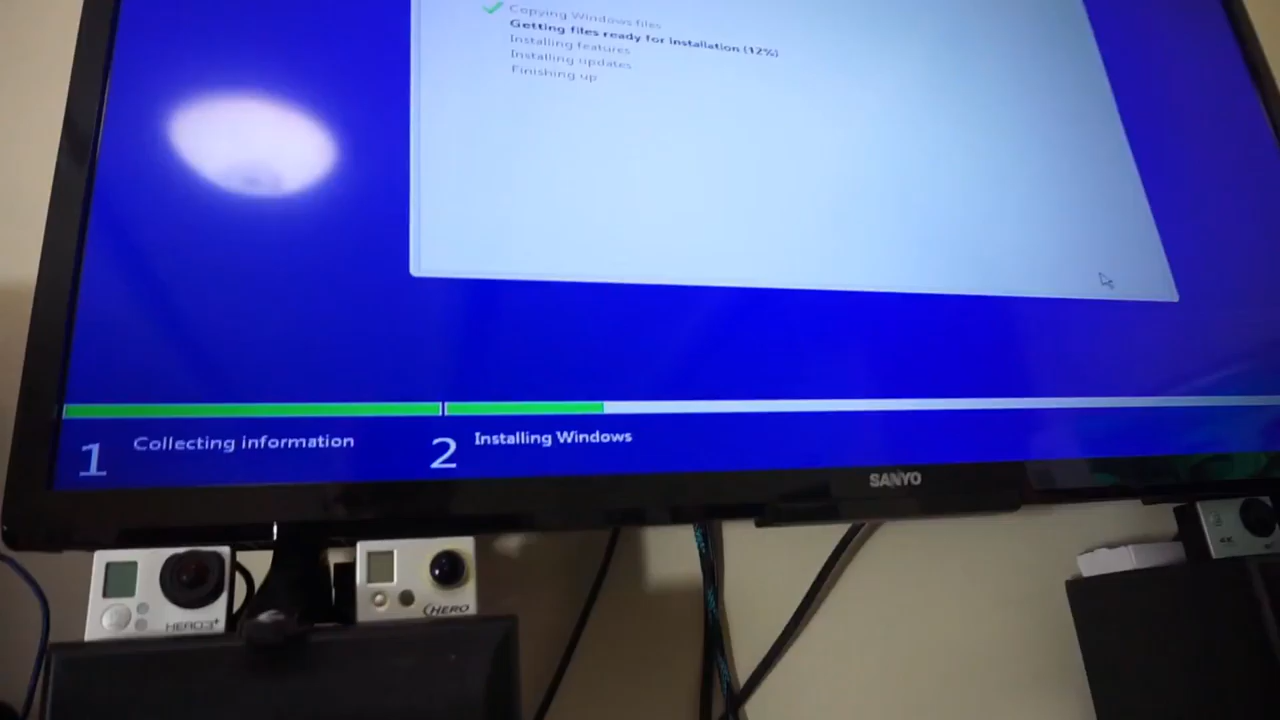 Copying Windows files
Getting files ready for installation (12%)
Installing features
Installing updates
Finishing up
1 Collecting information
2 Installing Windows
SANYO
4K
HERO3+
HERO